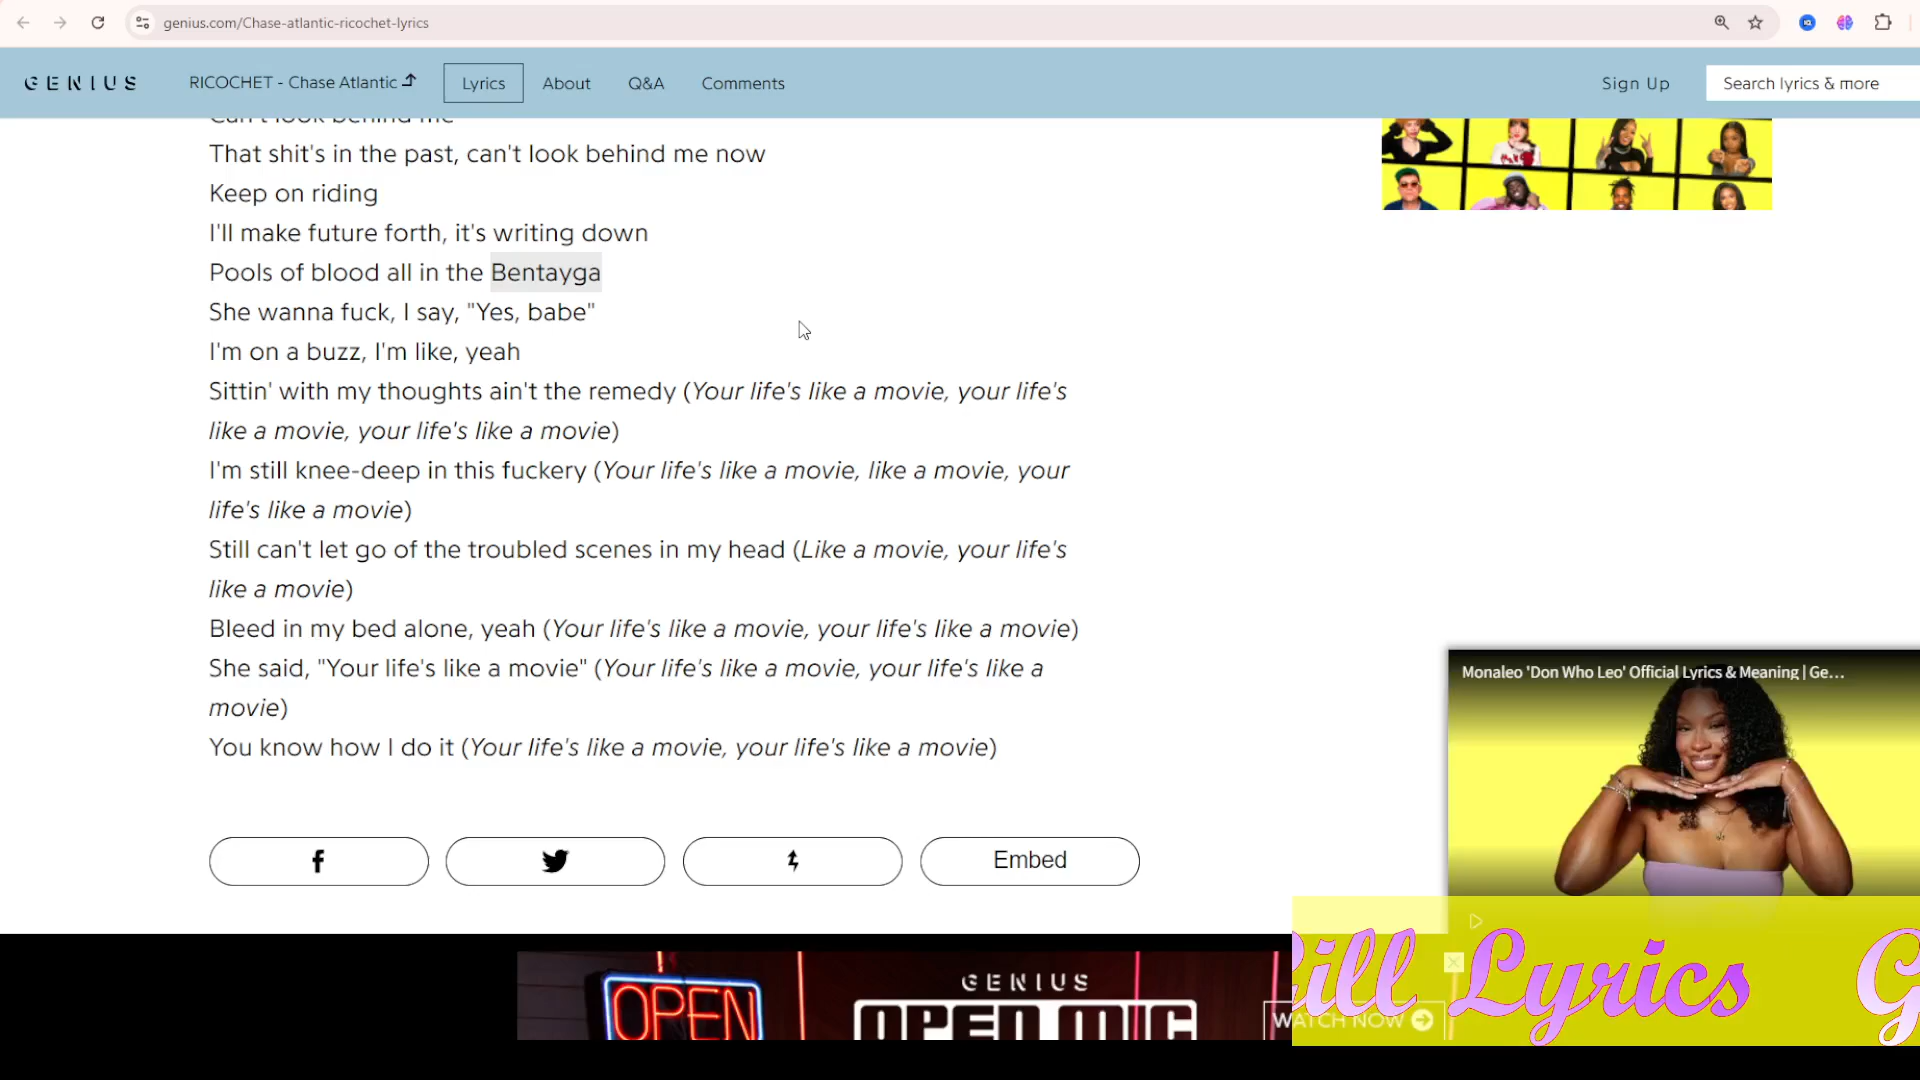 genius.com/Chase-atlantic-ricochet-lyrics
GENIUS
RICOCHET - Chase Atlantic
Lyrics
About
Q&A
Comments
Sign Up
Search lyrics & more
Can't look behind me
That shit's in the past, can't look behind me now
Keep on riding
I'll make future forth, it's writing down
Pools of blood all in the Bentayga
She wanna fuck, I say, "Yes, babe"
I'm on a buzz, I'm like, yeah
Sittin' with my thoughts ain't the remedy (Your life's like a movie, your life's
like a movie, your life's like a movie)
I'm still knee-deep in this fuckery (Your life's like a movie, like a movie, your
life's like a movie)
Still can't let go of the troubled scenes in my head (Like a movie, your life's
like a movie)
Bleed in my bed alone, yeah (Your life's like a movie, your life's like a movie)
She said, "Your life's like a movie" (Your life's like a movie, your life's like a
movie)
You know how I do it (Your life's like a movie, your life's like a movie)
Monaleo 'Don Who Leo' Official Lyrics & Meaning | Ge...
Embed
OPEN
GENIUS
OPEN MIC
WATCH NOW
ill Lyrics G